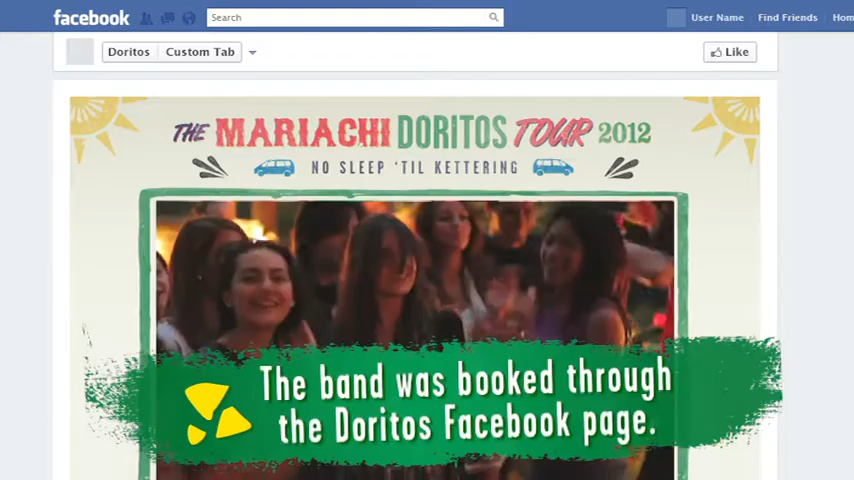 facebook
Search
User Name
Find Friends
Hom
Doritos
Custom Tab
Like
THE MARIACHI DORITOS TOUR 2012
NO SLEEP 'TIL KETTERING
The band was booked through
the Doritos Facebook page.